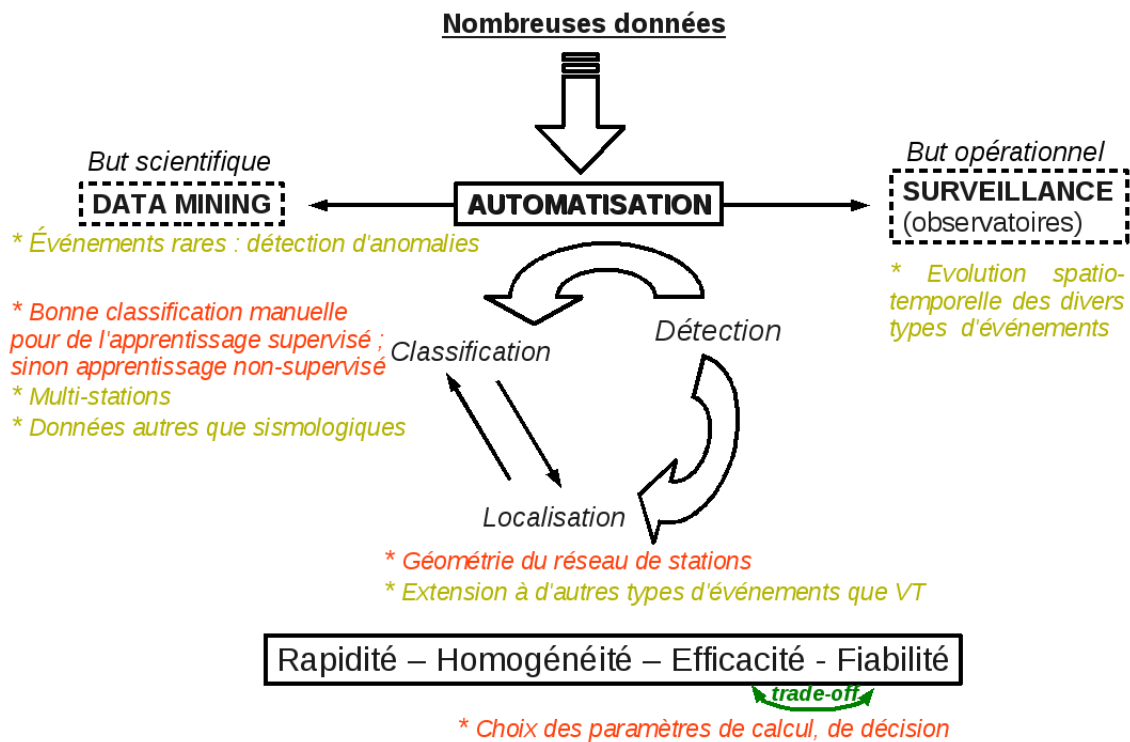 Nombreuses données
But scientifique
DATA MINING
* Événements rares : détection d'anomalies
AUTOMATISATION
But opérationnel
SURVEILLANCE
(observatoires)
* Evolution spatio-
temporelle des divers
types d'événements
* Bonne classification manuelle
pour de l'apprentissage supervisé ;
sinon apprentissage non-supervisé
* Multi-stations
* Données autres que sismologiques
Classification
Détection
Localisation
* Géométrie du réseau de stations
* Extension à d'autres types d'événements que VT
Rapidité – Homogénéité – Efficacité - Fiabilité
trade-off
* Choix des paramètres de calcul, de décision